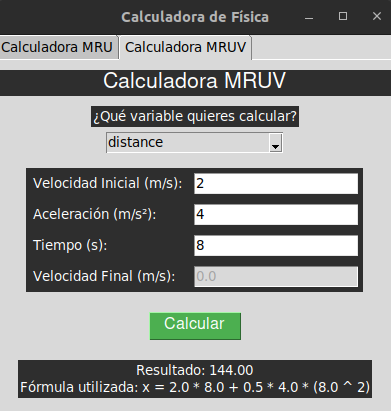 Calculadora de Física
Calculadora MRU Calculadora MRUV
Calculadora MRUV
¿Qué variable quieres calcular?
distance
Velocidad Inicial (m/s): 2
Aceleración (m/s²): 4
Tiempo (s): 8
Velocidad Final (m/s): 0.0
Calcular
Resultado: 144.00
Fórmula utilizada: x = 2.0 * 8.0 + 0.5 * 4.0 * (8.0 ^ 2)